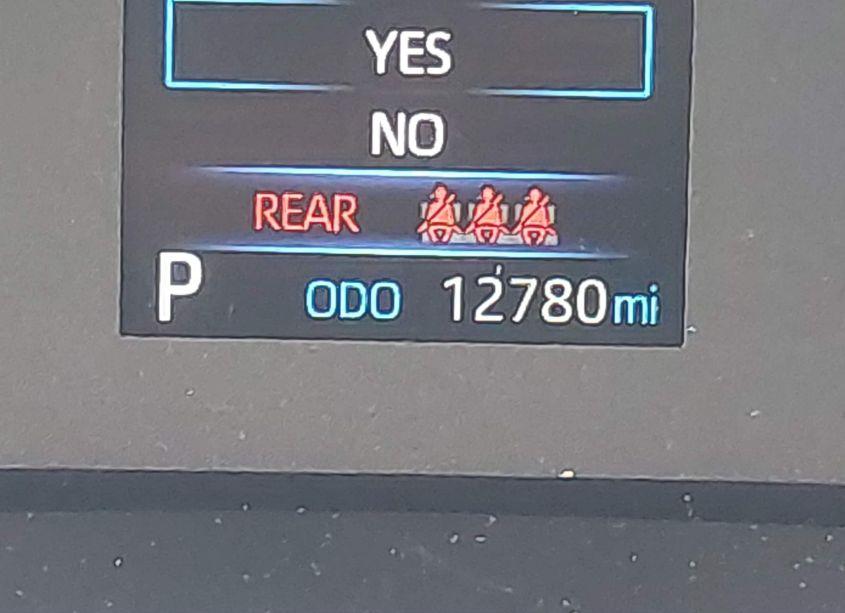 YES
NO
REAR
P ODO 12780mi